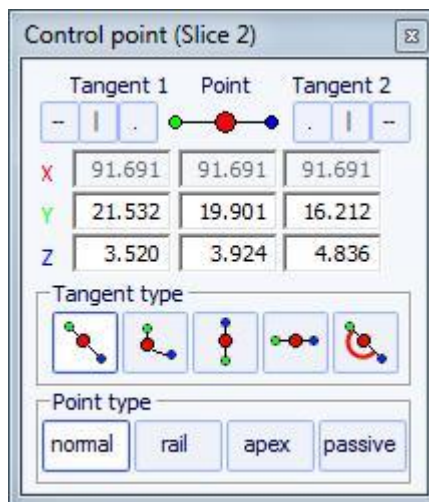 Control point (Slice 2)
Tangent 1 Point Tangent 2
-- | . . | --
X 91.691 91.691 91.691
Y 21.532 19.901 16.212
Z 3.520 3.924 4.836
Tangent type
Point type
normal rail apex passive